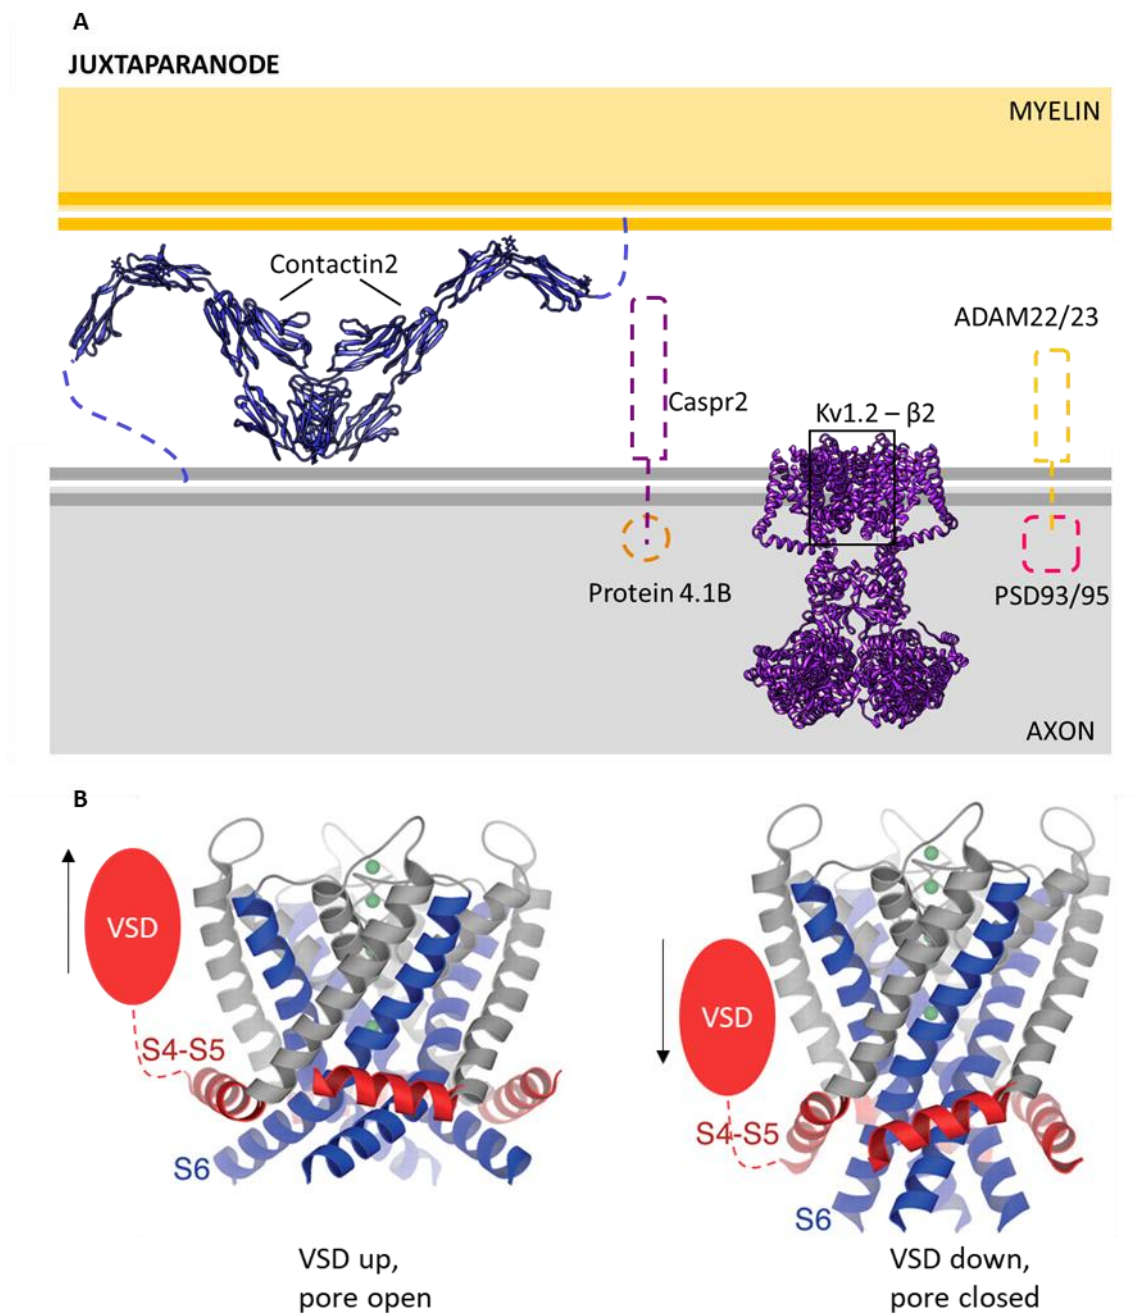 A
JUXTAPARANODE
MYELIN
Contactin2
ADAM22/23
Caspr2
Kv1.2 – β2
Protein 4.1B
PSD93/95
AXON
B
VSD
S4-S5
S6
VSD up,
pore open
VSD
S4-S5
S6
VSD down,
pore closed